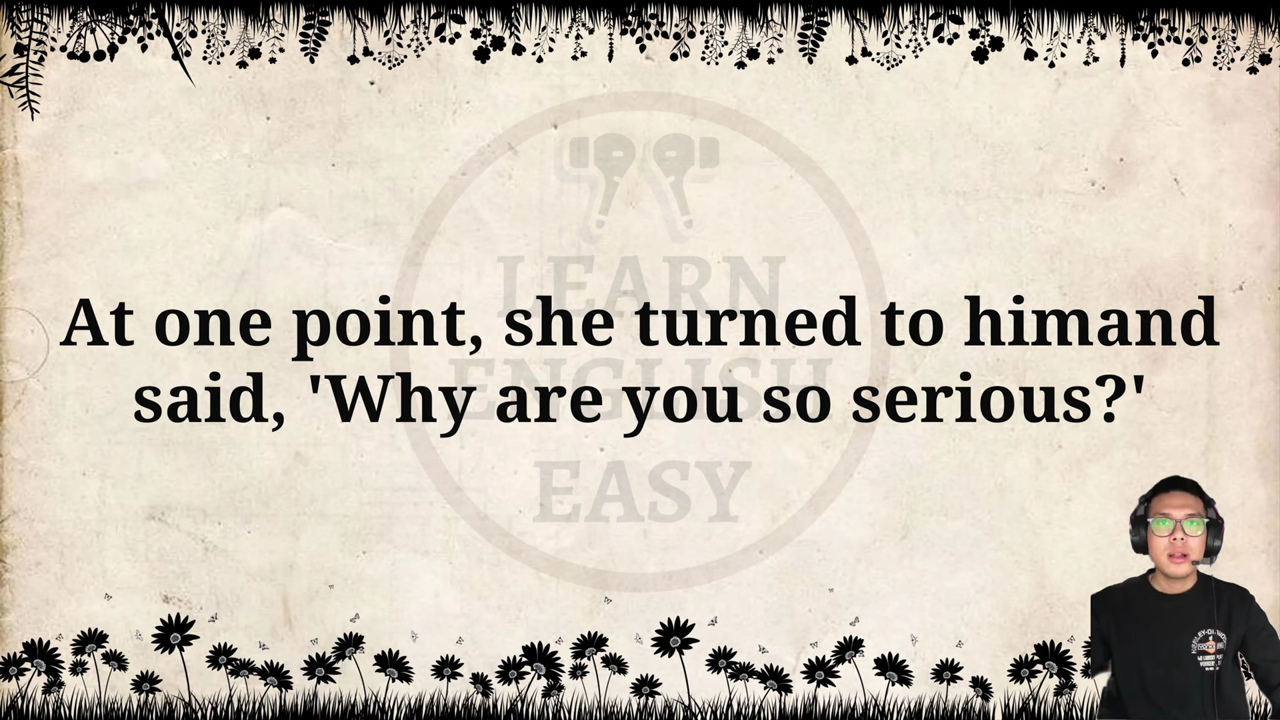 LEARN
At one point, she turned to himand
ENGLISH
said, 'Why are you so serious?'
EASY